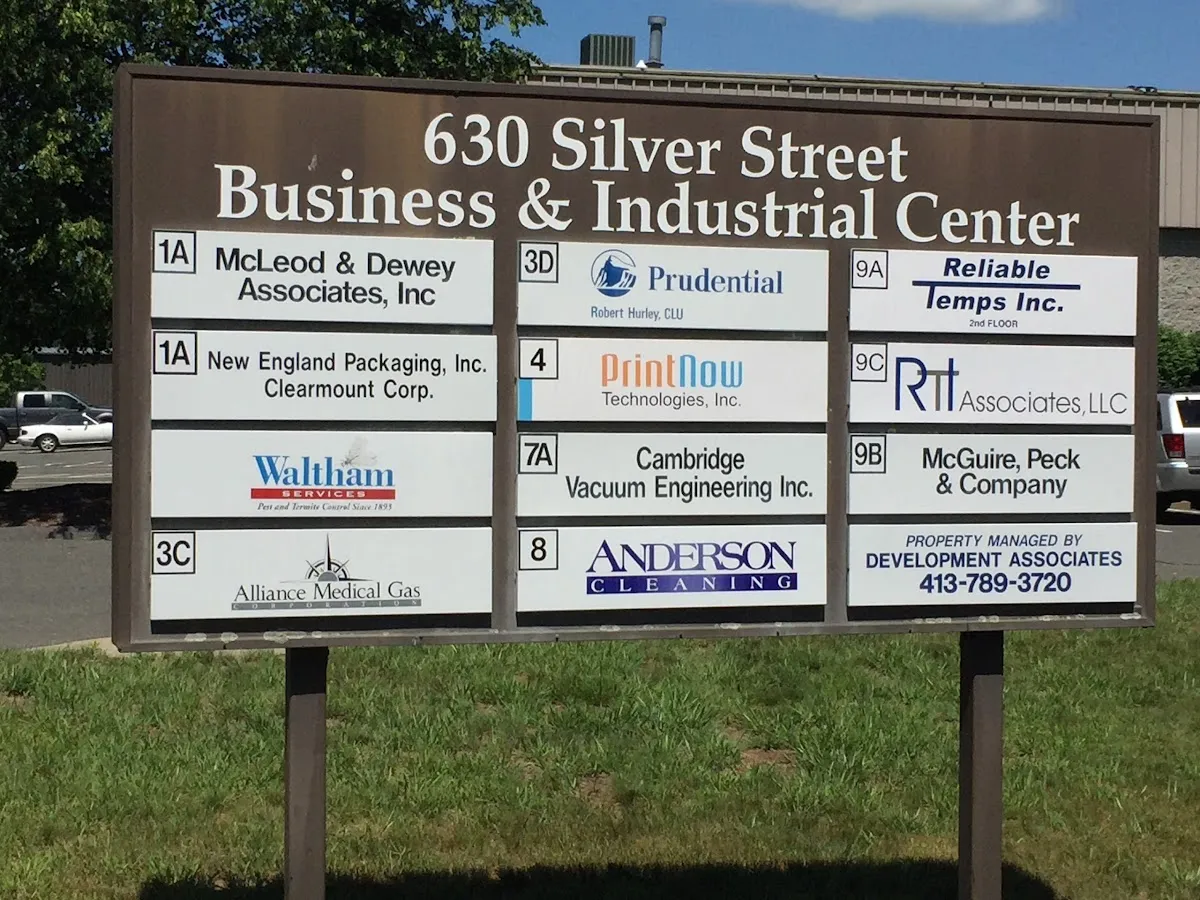 630 Silver Street
Business & Industrial Center
1A
McLeod & Dewey
Associates, Inc
1A
New England Packaging, Inc.
Clearmount Corp.
Waltham
SERVICES
Pest and Termite Control Since 1893
3C
Alliance Medical Gas
CORPORATION
3D
Prudential
Robert Hurley, CLU
4
PrintNow
Technologies, Inc.
7A
Cambridge
Vacuum Engineering Inc.
8
ANDERSON
CLEANING
9A
Reliable
Temps Inc.
2nd FLOOR
9C
RTH Associates, LLC
9B
McGuire, Peck
& Company
PROPERTY MANAGED BY
DEVELOPMENT ASSOCIATES
413-789-3720